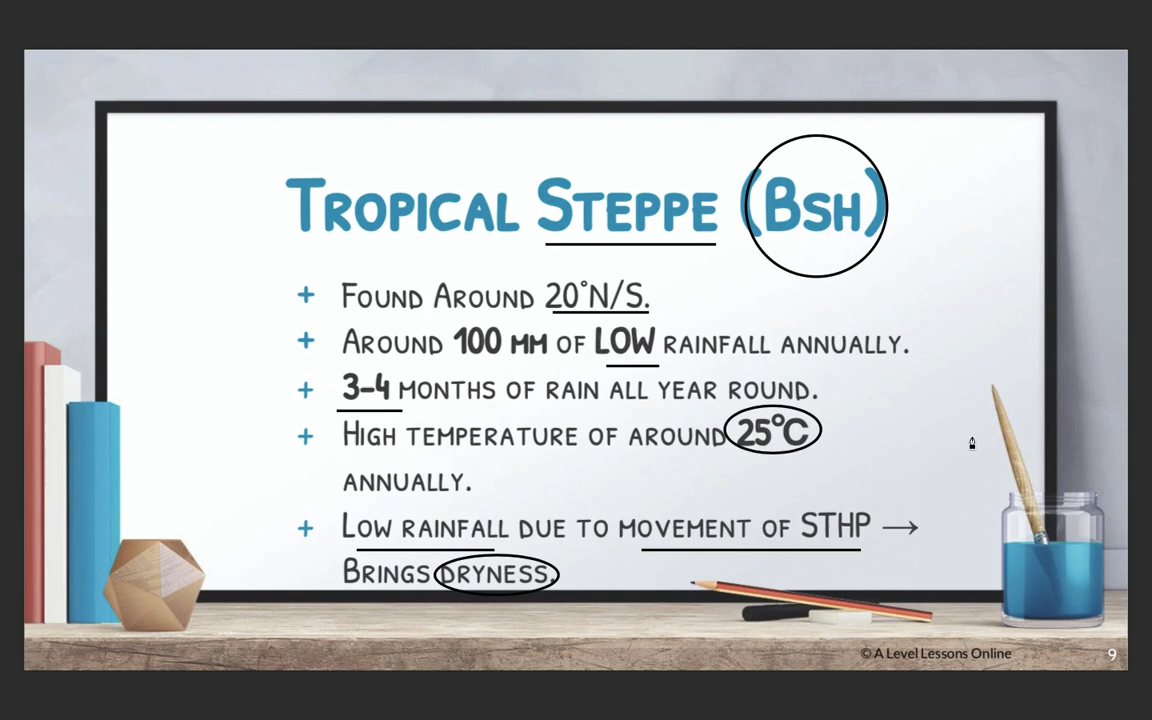 Tropical Steppe (Bsh)
+ Found Around 20°N/S.
+ Around 100 mm of LOW rainfall annually.
+ 3-4 months of rain all year round.
+ High temperature of around 25°C
annually.
+ Low rainfall due to movement of STHP →
Brings dryness.
© A Level Lessons Online
9